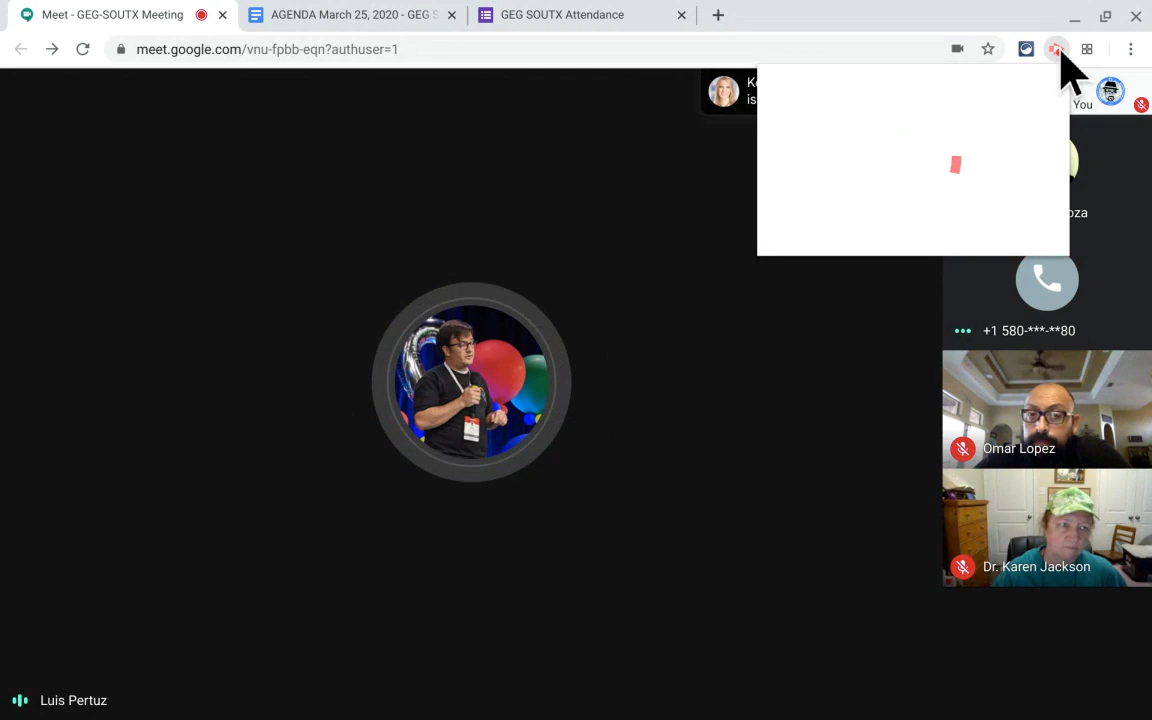 Meet - GEG-SOUTX Meeting
AGENDA March 25, 2020 - GEG S
GEG SOUTX Attendance
meet.google.com/vnu-fpbb-eqn?authuser=1
is
You
+1 580-***-**80
Omar Lopez
Dr. Karen Jackson
Luis Pertuz